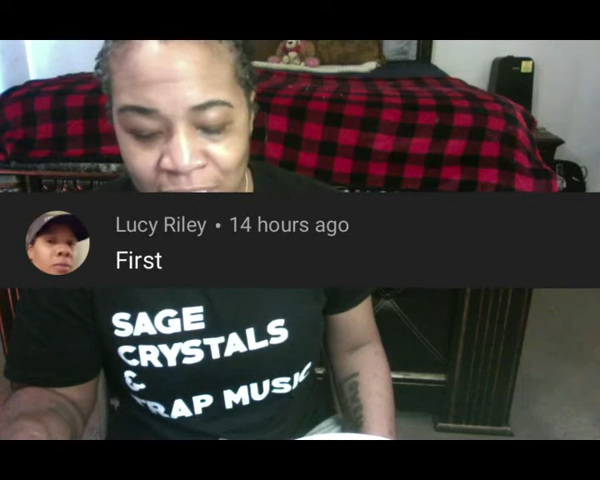 Lucy Riley • 14 hours ago
First
SAGE
CRYSTALS
&
TRAP MUSIC